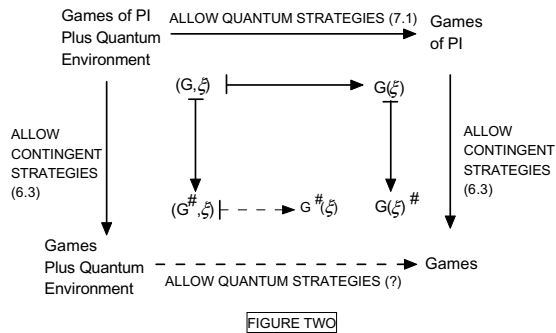 Games of PI
Plus Quantum
Environment
ALLOW QUANTUM STRATEGIES (7.1)
Games
of PI
(G,ξ)
G(ξ)
ALLOW
CONTINGENT
STRATEGIES
(6.3)
ALLOW
CONTINGENT
STRATEGIES
(6.3)
(G#,ξ)
G#(ξ)
G(ξ)#
Games
Plus Quantum
Environment
ALLOW QUANTUM STRATEGIES (?)
Games
FIGURE TWO